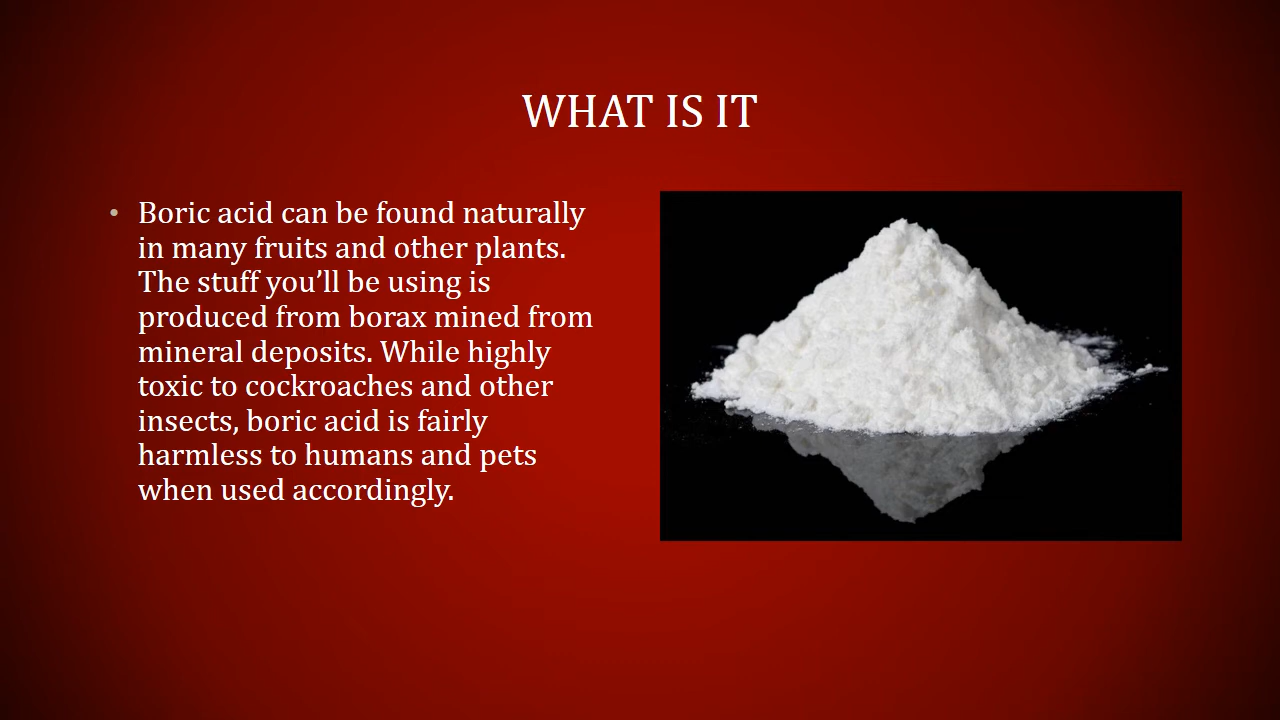 WHAT IS IT
• Boric acid can be found naturally
in many fruits and other plants.
The stuff you’ll be using is
produced from borax mined from
mineral deposits. While highly
toxic to cockroaches and other
insects, boric acid is fairly
harmless to humans and pets
when used accordingly.